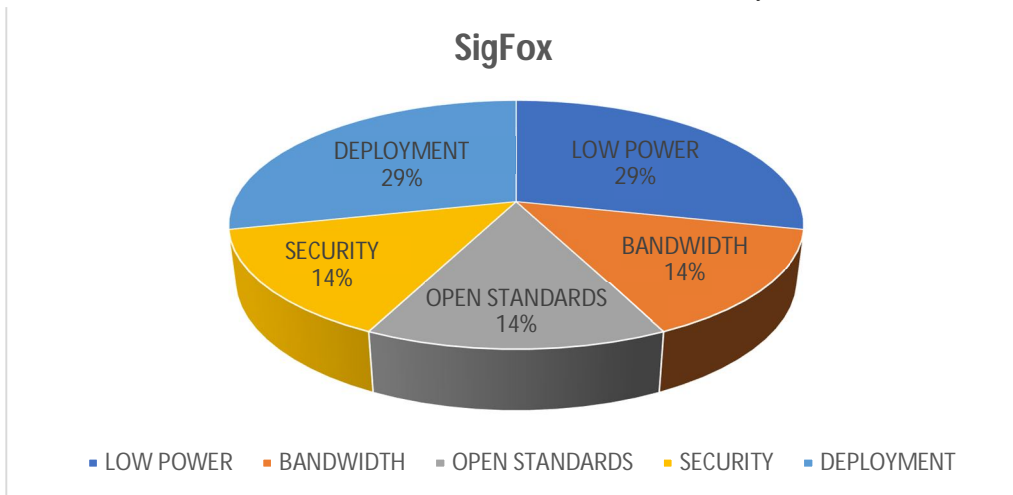 SigFox
DEPLOYMENT
29%
LOW POWER
29%
SECURITY
14%
BANDWIDTH
14%
OPEN STANDARDS
14%
LOW POWER BANDWIDTH OPEN STANDARDS SECURITY DEPLOYMENT